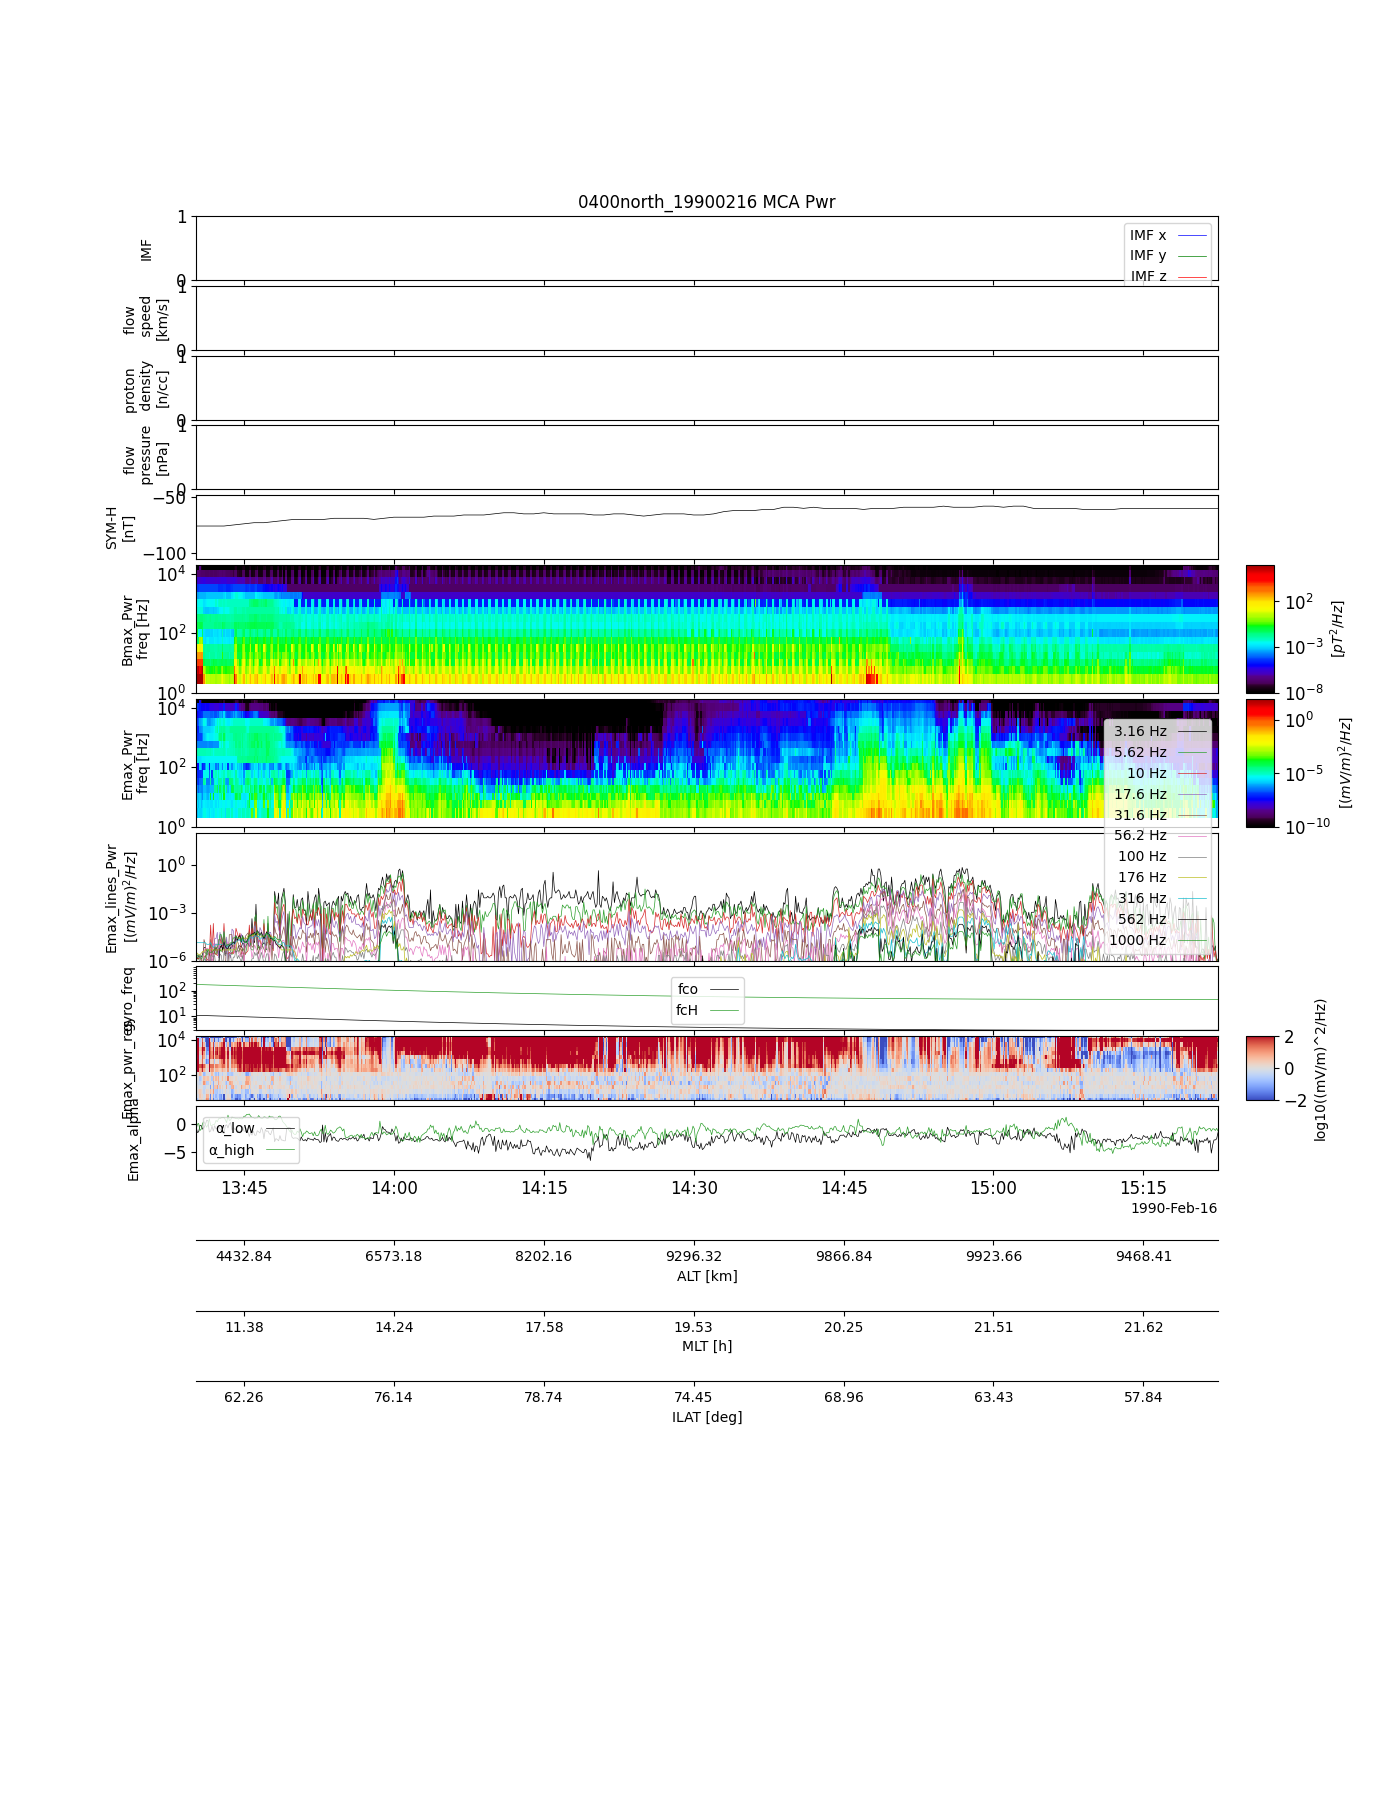 0400north_19900216 MCA Pwr
1
0
IMF
IMF x
IMF y
IMF z
1
0
flow
speed
[km/s]
1
0
proton
density
[n/cc]
1
0
flow
pressure
[nPa]
−50
−100
SYM-H
[nT]
10^4
10^2
10^0
Bmax_Pwr
freq [Hz]
10^2
10^−3
10^−8
[pT^2/Hz]
10^4
10^2
10^0
Emax_Pwr
freq [Hz]
10^0
10^−5
10^−10
[(mV/m)^2/Hz]
3.16 Hz
5.62 Hz
10 Hz
17.6 Hz
31.6 Hz
56.2 Hz
100 Hz
176 Hz
316 Hz
562 Hz
1000 Hz
10^0
10^−3
10^−6
Emax_lines_Pwr
[(mV/m)^2/Hz]
10^2
10^1
gyro_freq
fco
fcH
10^4
10^2
Emax_pwr_reg
2
0
−2
log10((mV/m)^2/Hz)
0
−5
Emax_alpha
α_low
α_high
13:45 14:00 14:15 14:30 14:45 15:00 15:15
1990-Feb-16
4432.84 6573.18 8202.16 9296.32 9866.84 9923.66 9468.41
ALT [km]
11.38 14.24 17.58 19.53 20.25 21.51 21.62
MLT [h]
62.26 76.14 78.74 74.45 68.96 63.43 57.84
ILAT [deg]